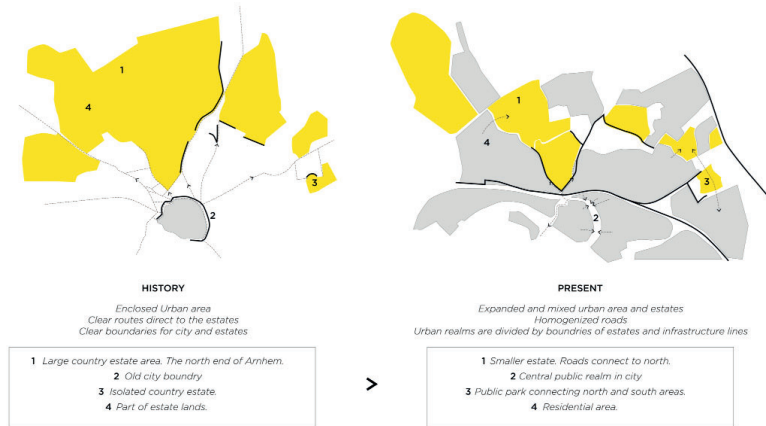 1
4
3
2
1
4
3
2
HISTORY
Enclosed Urban area
Clear routes direct to the estates
Clear boundaries for city and estates
1 Large country estate area. The north end of Arnhem.
2 Old city boundry
3 Isolated country estate.
4 Part of estate lands.
>
PRESENT
Expanded and mixed urban area and estates
Homogenized roads
Urban realms are divided by boundries of estates and infrastructure lines
1 Smaller estate. Roads connect to north.
2 Central public realm in city
3 Public park connecting north and south areas.
4 Residential area.